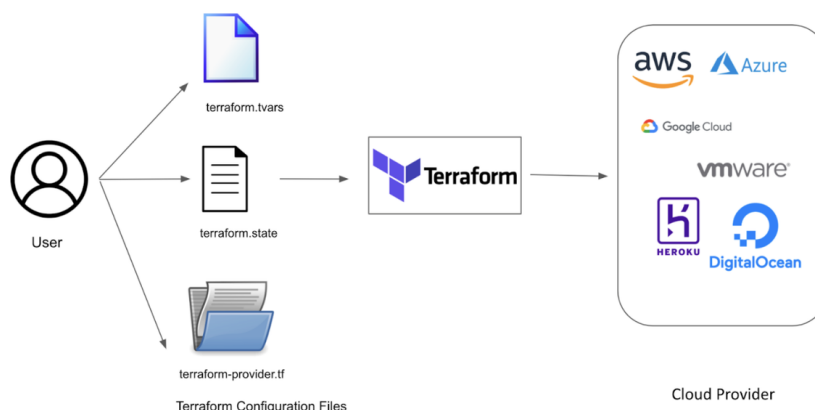 terraform.tvars
User
terraform.state
terraform-provider.tf
Terraform Configuration Files
Terraform
aws
Azure
Google Cloud
vmware
HEROKU
DigitalOcean
Cloud Provider